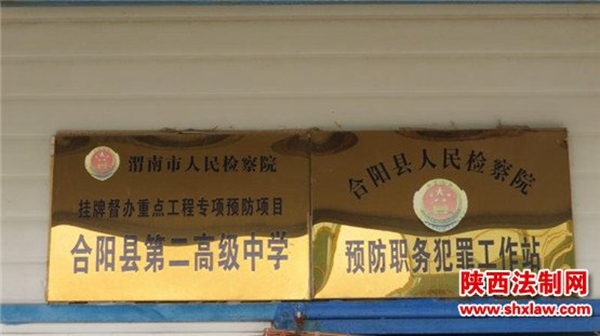 渭南市人民检察院
挂牌督办重点工程专项预防项目
合阳县第二高级中学
合阳县人民检察院
预防职务犯罪工作站
陕西法制网
www.shxlaw.com